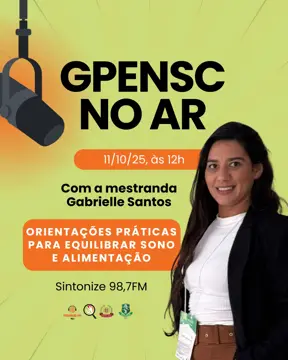 GPENSC
NO AR
11/10/25, às 12h
Com a mestranda
Gabrielle Santos
ORIENTAÇÕES PRÁTICAS
PARA EQUILIBRAR SONO
E ALIMENTAÇÃO
Sintonize 98,7FM